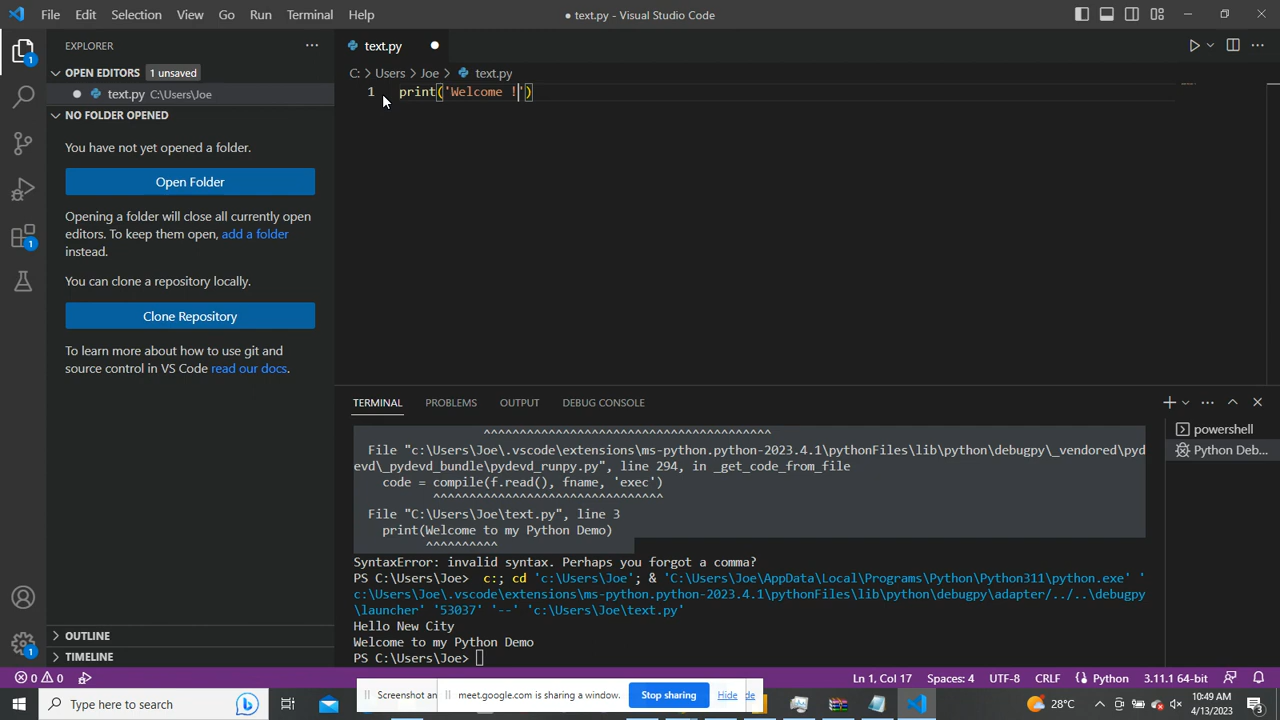 File Edit Selection View Go Run Terminal Help
● text.py - Visual Studio Code
EXPLORER
text.py
OPEN EDITORS 1 unsaved
C: > Users > Joe > text.py
text.py C:\Users\Joe
1 print('Welcome !')
NO FOLDER OPENED
You have not yet opened a folder.
Open Folder
Opening a folder will close all currently open
editors. To keep them open, add a folder
instead.
You can clone a repository locally.
Clone Repository
To learn more about how to use git and
source control in VS Code read our docs.
OUTLINE
TIMELINE
TERMINAL PROBLEMS OUTPUT DEBUG CONSOLE
^^^^^^^^^^^^^^^^^^^^^^^^^^^^^^^^^^^^^^^^
File "c:\Users\Joe\.vscode\extensions\ms-python.python-2023.4.1\pythonFiles\lib\python\debugpy\_vendored\pyd
evd\_pydevd_bundle\pydevd_runpy.py", line 294, in _get_code_from_file
code = compile(f.read(), fname, 'exec')
^^^^^^^^^^^^^^^^^^^^^^^^^^^^^^^^
File "C:\Users\Joe\text.py", line 3
print(Welcome to my Python Demo)
^^^^^^^^^^
SyntaxError: invalid syntax. Perhaps you forgot a comma?
PS C:\Users\Joe> c:; cd 'c:\Users\Joe'; & 'C:\Users\Joe\AppData\Local\Programs\Python\Python311\python.exe' '
c:\Users\Joe\.vscode\extensions\ms-python.python-2023.4.1\pythonFiles\lib\python\debugpy\adapter/../..\debugpy
\launcher' '53037' '--' 'c:\Users\Joe\text.py'
Hello New City
Welcome to my Python Demo
PS C:\Users\Joe>
powershell
Python Deb...
0 0
Ln 1, Col 17 Spaces: 4 UTF-8 CRLF Python 3.11.1 64-bit
Type here to search
Screenshot an
meet.google.com is sharing a window. Stop sharing Hide
de
28°C
10:49 AM
4/13/2023
3